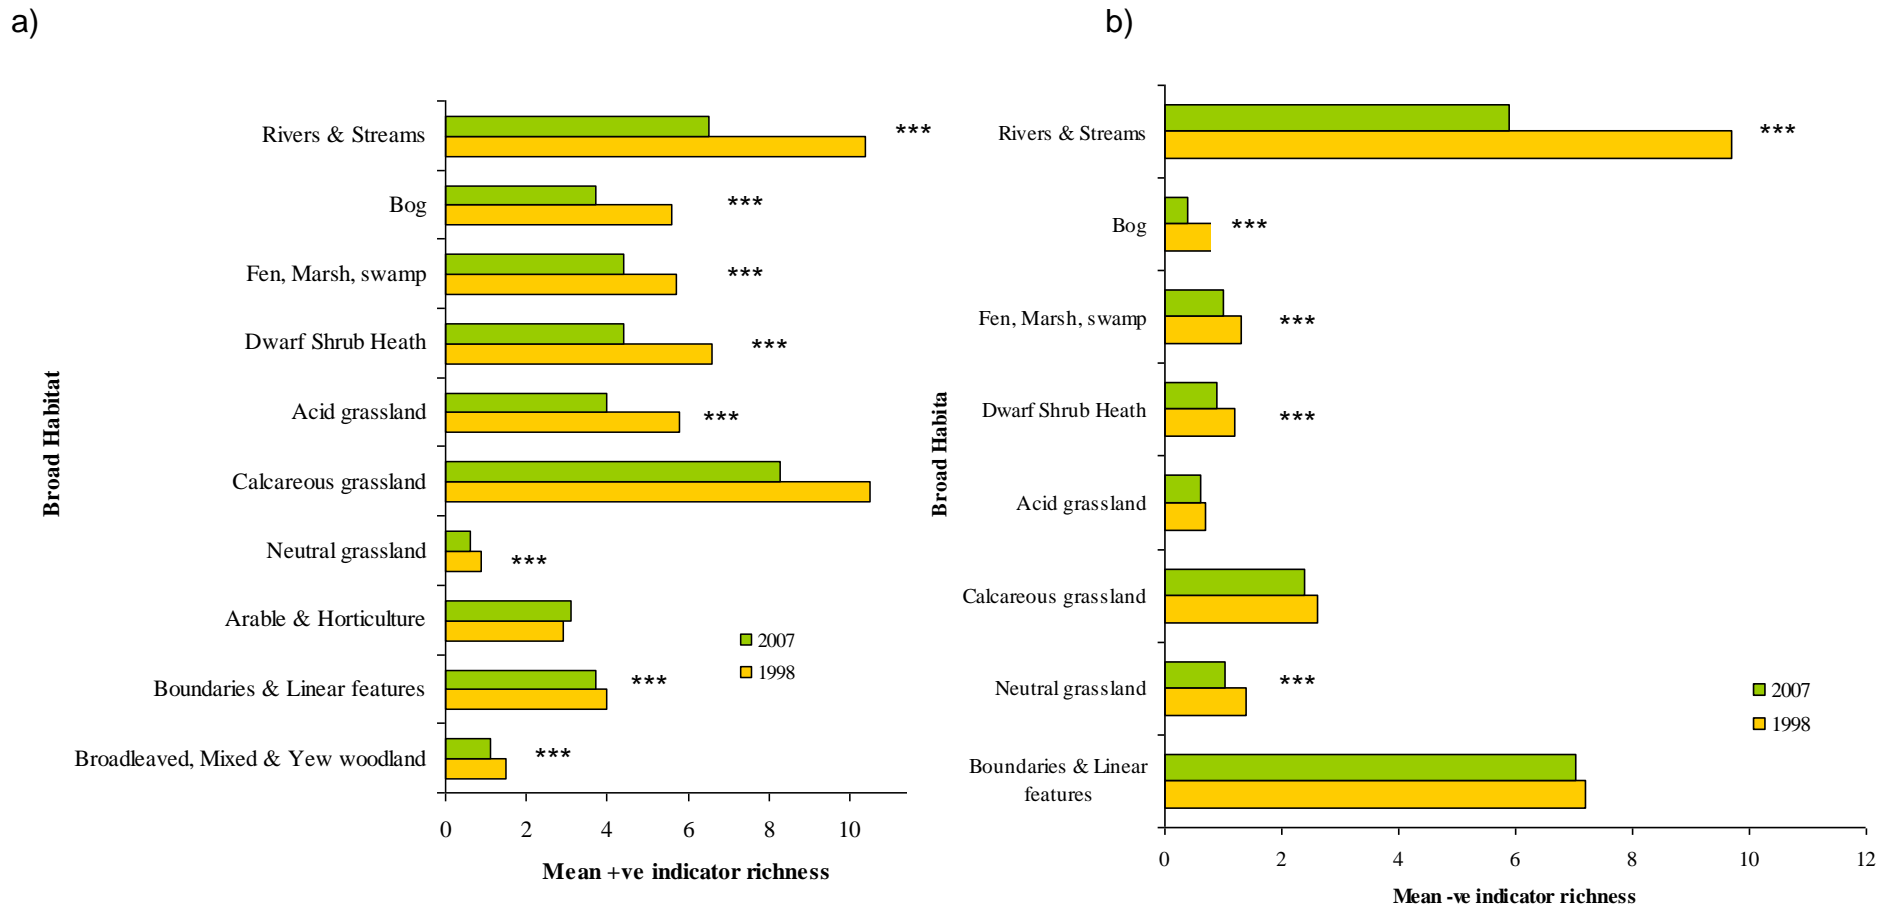 a)
Broad Habitat
Rivers & Streams
***
Bog
***
Fen, Marsh, swamp
***
Dwarf Shrub Heath
***
Acid grassland
***
Calcareous grassland
Neutral grassland
***
Arable & Horticulture
Boundaries & Linear features
***
Broadleaved, Mixed & Yew woodland
***
2007
1998
0 2 4 6 8 10
Mean +ve indicator richness
b)
Broad Habita
Rivers & Streams
***
Bog
***
Fen, Marsh, swamp
***
Dwarf Shrub Heath
***
Acid grassland
Calcareous grassland
Neutral grassland
***
Boundaries & Linear
features
2007
1998
0 2 4 6 8 10 12
Mean -ve indicator richness